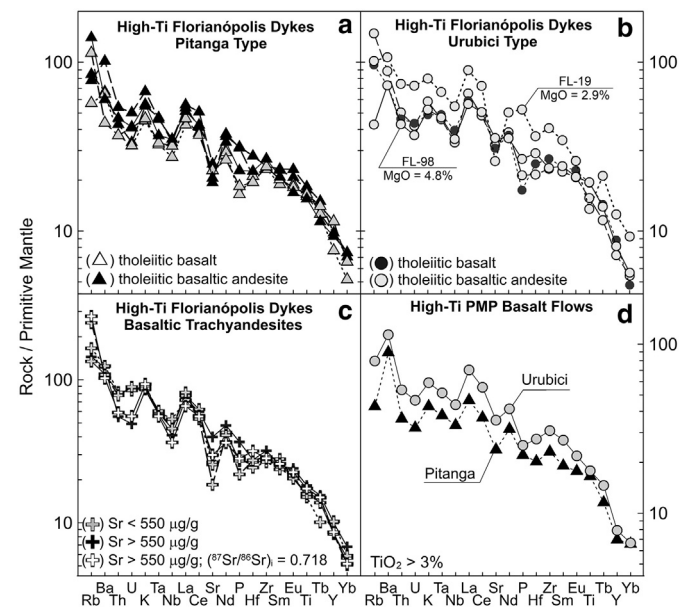 High-Ti Florianópolis Dykes
Pitanga Type
a
100
10
(△) tholeiitic basalt
(▲) tholeiitic basaltic andesite
High-Ti Florianópolis Dykes
Urubici Type
b
FL-19
MgO = 2.9%
FL-98
MgO = 4.8%
(●) tholeiitic basalt
(○) tholeiitic basaltic andesite
Rock / Primitive Mantle
High-Ti Florianópolis Dykes
Basaltic Trachyandesites
c
100
10
(✚) Sr < 550 µg/g
(✚) Sr > 550 µg/g
(✚) Sr > 550 µg/g; (⁸⁷Sr/⁸⁶Sr)ᵢ = 0.718
High-Ti PMP Basalt Flows
d
100
10
Urubici
Pitanga
TiO₂ > 3%
100
10
Ba U Ta La Sr P Zr Eu Tb Yb
Rb Th K Nb Ce Nd Hf Sm Ti Y
Ba U Ta La Sr P Zr Eu Tb Yb
Rb Th K Nb Ce Nd Hf Sm Ti Y